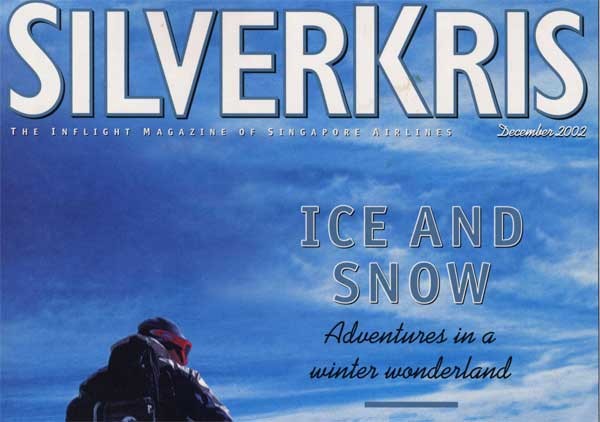 SILVERKRIS
THE INFLIGHT MAGAZINE OF SINGAPORE AIRLINES
December 2002
ICE AND
SNOW
Adventures in a
winter wonderland